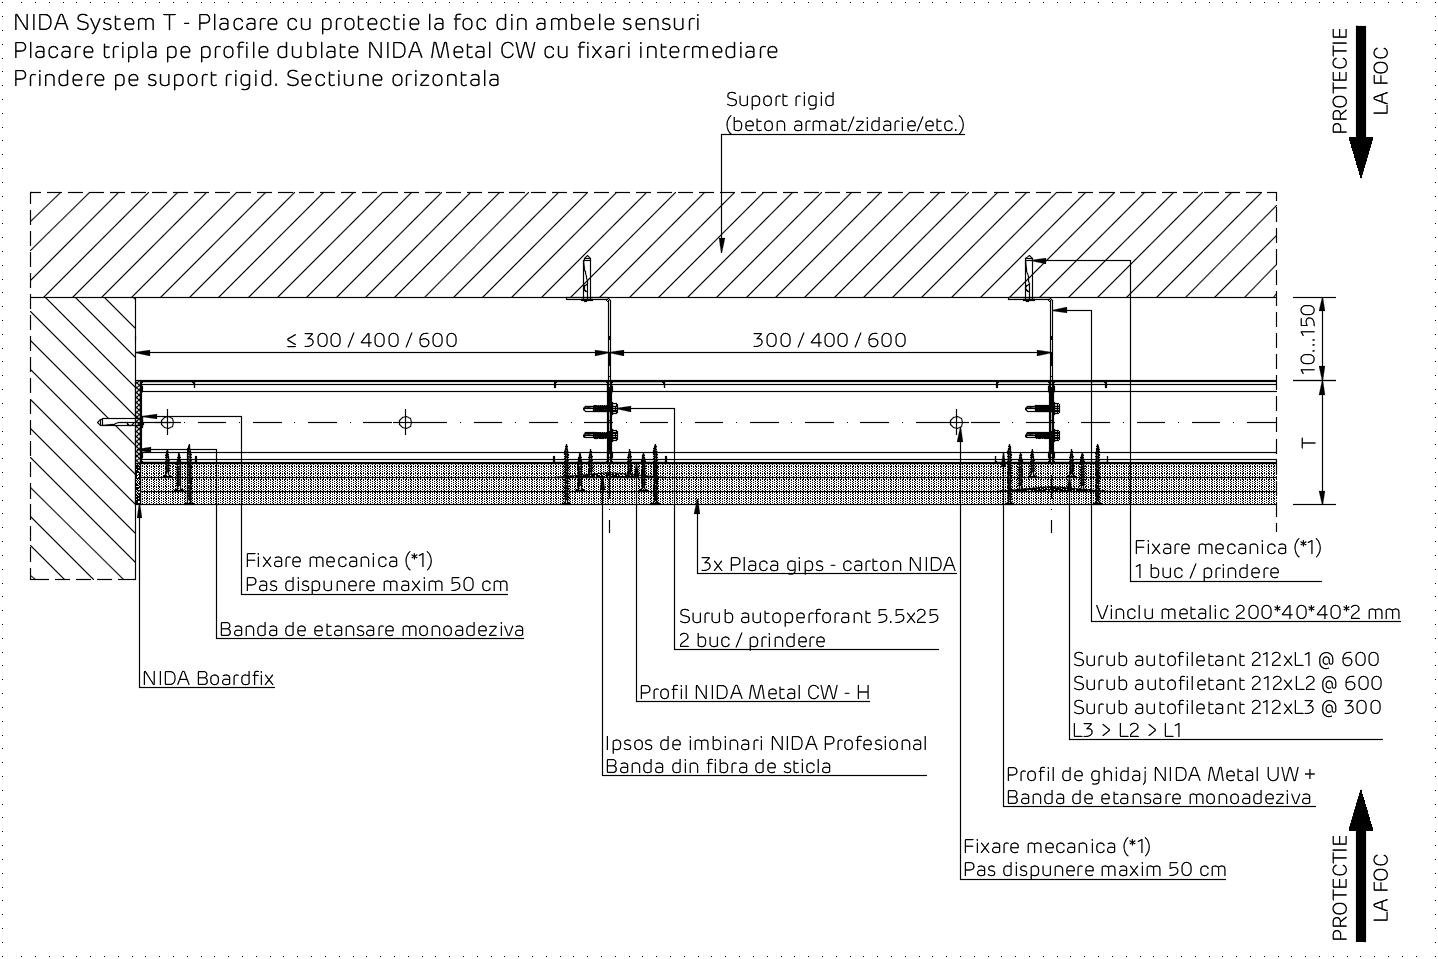 NIDA System T - Placare cu protectie la foc din ambele sensuri
Placare tripla pe profile dublate NIDA Metal CW cu fixari intermediare
Prindere pe suport rigid. Sectiune orizontala
PROTECTIE
LA FOC
Suport rigid
(beton armat/zidarie/etc.)
≤ 300 / 400 / 600
300 / 400 / 600
10...150
T
Fixare mecanica (*1)
Pas dispunere maxim 50 cm
Banda de etansare monoadeziva
NIDA Boardfix
3x Placa gips - carton NIDA
Surub autoperforant 5.5x25
2 buc / prindere
Profil NIDA Metal CW - H
Ipsos de imbinari NIDA Profesional
Banda din fibra de sticla
Fixare mecanica (*1)
1 buc / prindere
Vinclu metalic 200*40*40*2 mm
Surub autofiletant 212xL1 @ 600
Surub autofiletant 212xL2 @ 600
Surub autofiletant 212xL3 @ 300
L3 > L2 > L1
Profil de ghidaj NIDA Metal UW +
Banda de etansare monoadeziva
Fixare mecanica (*1)
Pas dispunere maxim 50 cm
PROTECTIE
LA FOC